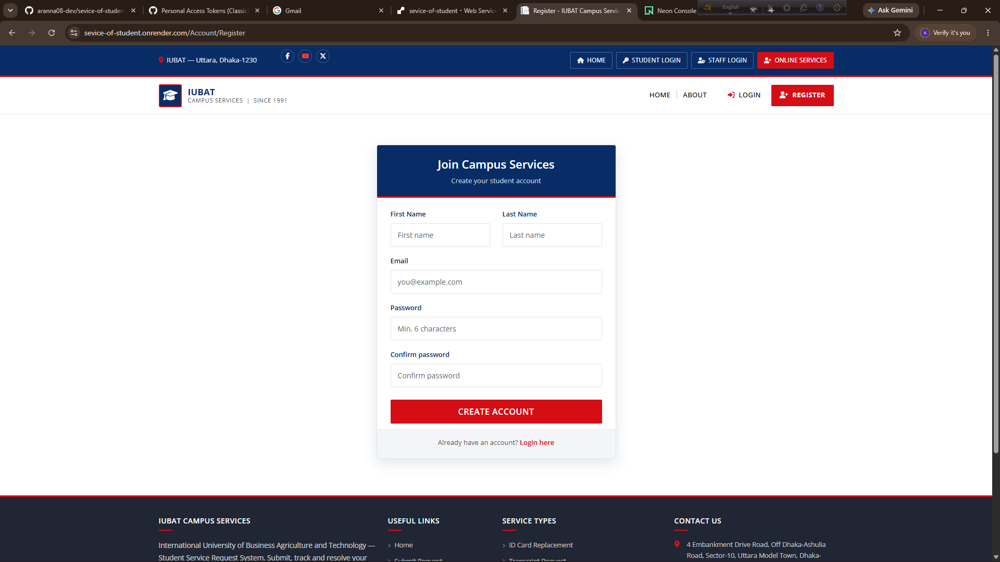 aranna08-dev/sevice-of-studen
Personal Access Tokens (Classic
Gmail
sevice-of-student · Web Service
Register - IUBAT Campus Servic
Neon Console
English
Ask Gemini
sevice-of-student.onrender.com/Account/Register
Verify it's you
IUBAT — Uttara, Dhaka-1230
HOME
STUDENT LOGIN
STAFF LOGIN
ONLINE SERVICES
IUBAT
CAMPUS SERVICES | SINCE 1991
HOME
ABOUT
LOGIN
REGISTER
Join Campus Services
Create your student account
First Name
Last Name
First name
Last name
Email
you@example.com
Password
Min. 6 characters
Confirm password
Confirm password
CREATE ACCOUNT
Already have an account? Login here
IUBAT CAMPUS SERVICES
International University of Business Agriculture and Technology —
Student Service Request System. Submit, track and resolve your
USEFUL LINKS
Home
Submit Request
SERVICE TYPES
ID Card Replacement
Transcript Request
CONTACT US
4 Embankment Drive Road, Off Dhaka-Ashulia
Road, Sector-10, Uttara Model Town, Dhaka-